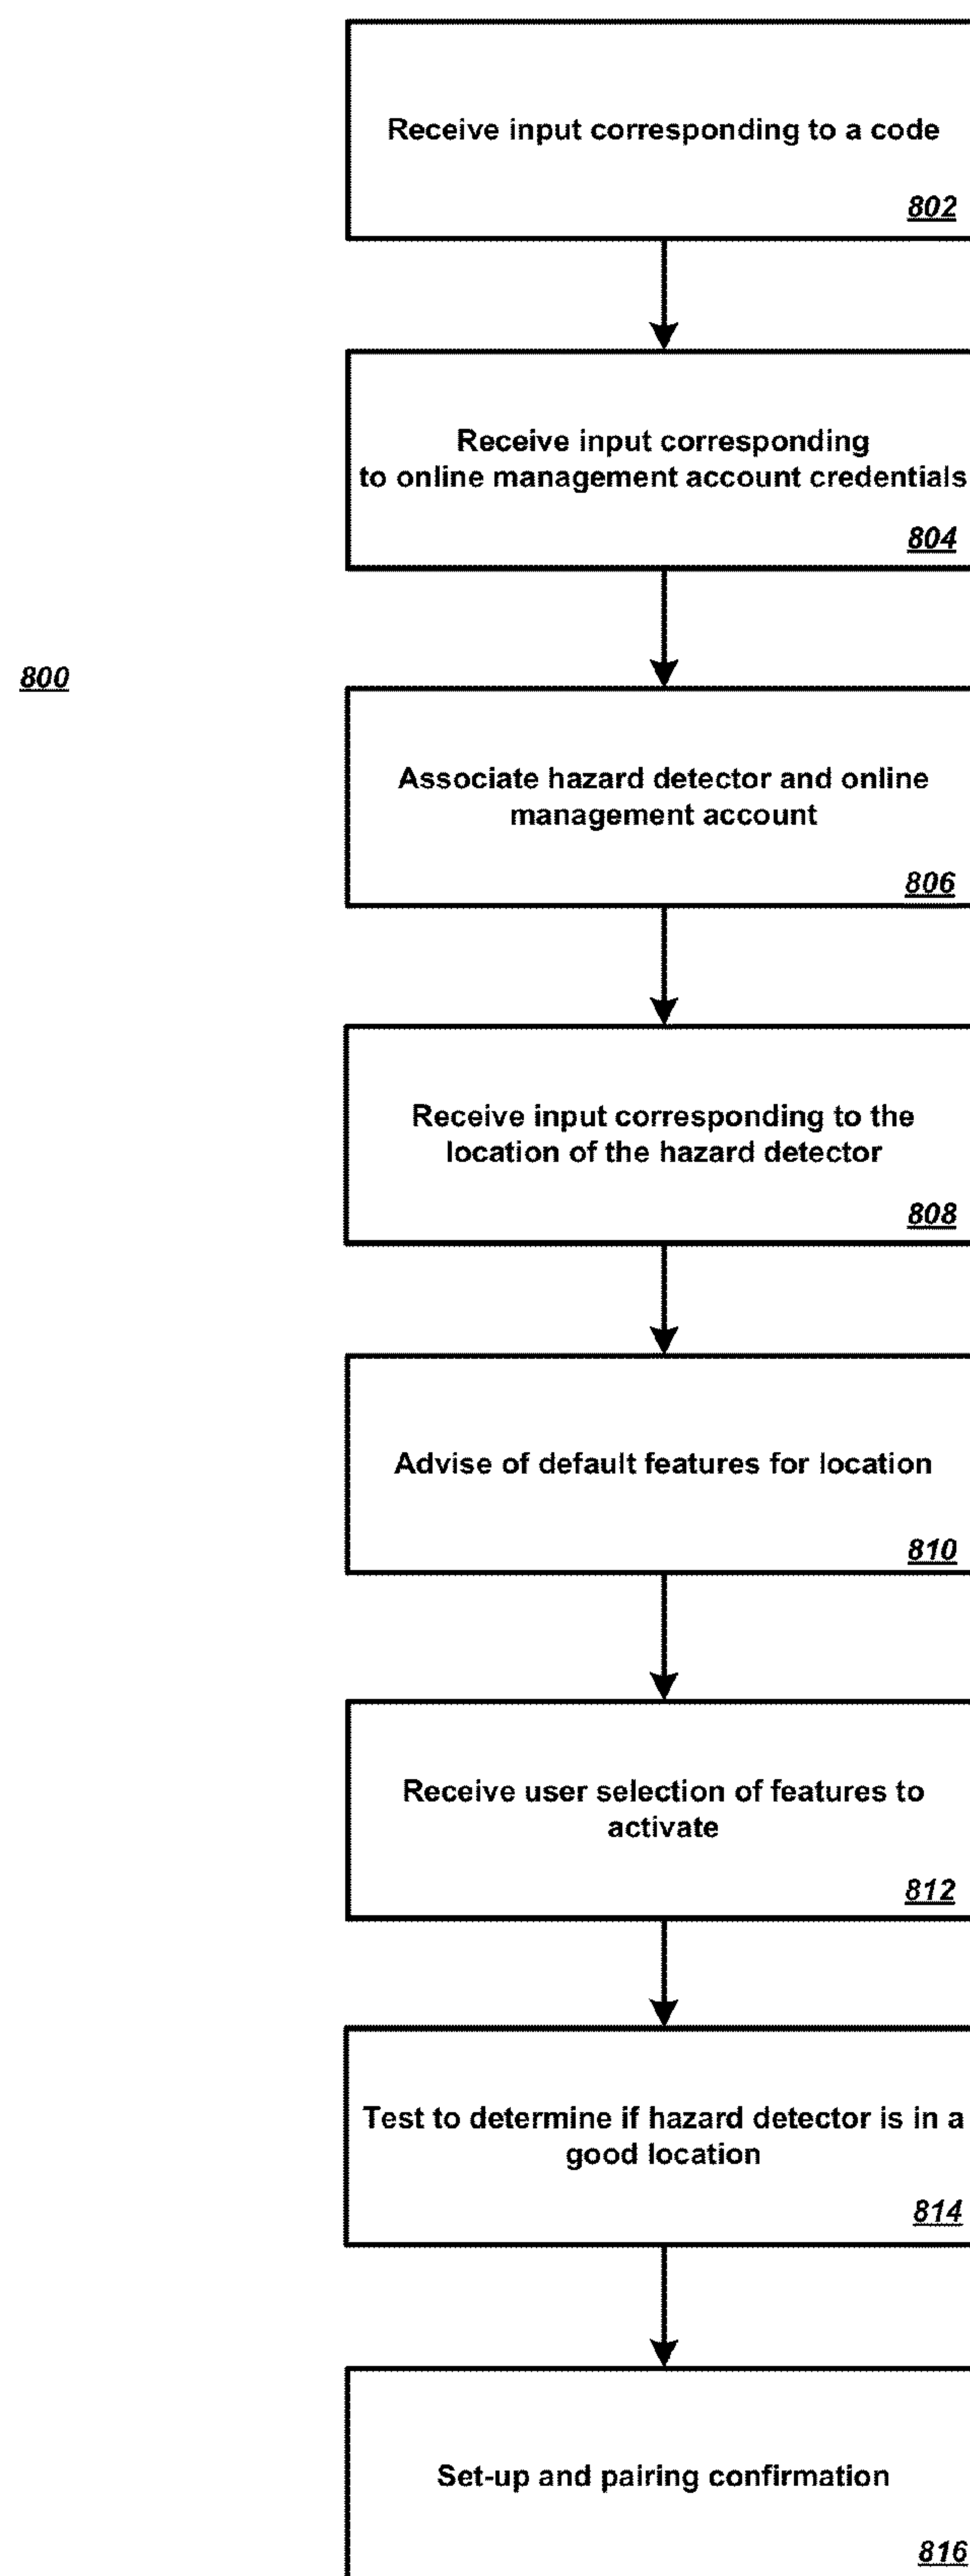 Receive input corresponding to a code
802
Receive input corresponding
to online management account credentials
804
800
Associate hazard detector and online
management account
806
Receive input corresponding to the
location of the hazard detector
808
Advise of default features for location
810
Receive user selection of features to
activate
812
Test to determine if hazard detector is in a
good location
814
Set-up and pairing confirmation
816